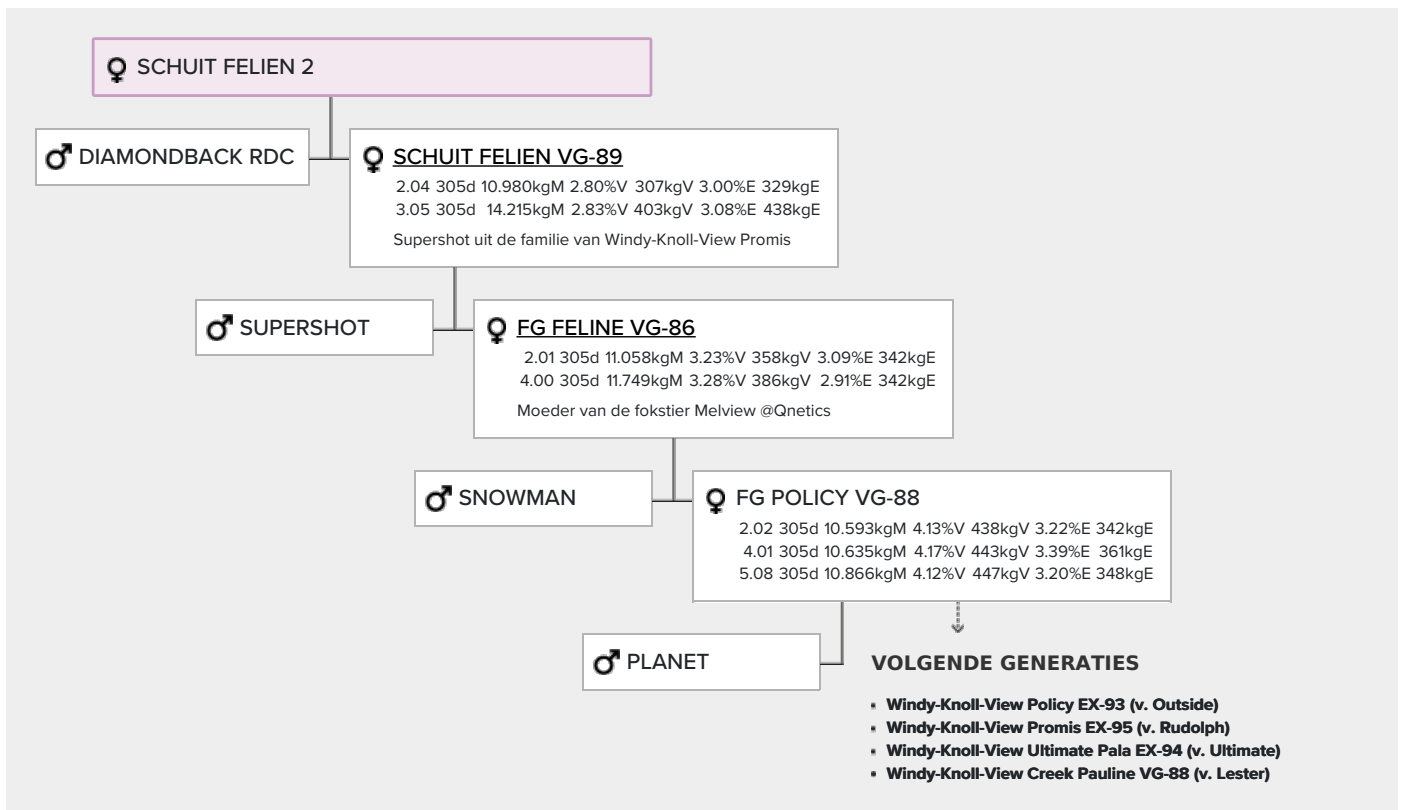 SCHUIT FELIEN 2
DIAMONDBACK RDC
SCHUIT FELIEN VG-89
2.04 305d 10.980kgM 2.80%V 307kgV 3.00%E 329kgE
3.05 305d 14.215kgM 2.83%V 403kgV 3.08%E 438kgE
Supershot uit de familie van Windy-Knoll-View Promis
SUPERSHOT
FG FELINE VG-86
2.01 305d 11.058kgM 3.23%V 358kgV 3.09%E 342kgE
4.00 305d 11.749kgM 3.28%V 386kgV 2.91%E 342kgE
Moeder van de fokstier Melview @Qnetics
SNOWMAN
FG POLICY VG-88
2.02 305d 10.593kgM 4.13%V 438kgV 3.22%E 342kgE
4.01 305d 10.635kgM 4.17%V 443kgV 3.39%E 361kgE
5.08 305d 10.866kgM 4.12%V 447kgV 3.20%E 348kgE
PLANET
VOLGENDE GENERATIES
Windy-Knoll-View Policy EX-93 (v. Outside)
Windy-Knoll-View Promis EX-95 (v. Rudolph)
Windy-Knoll-View Ultimate Pala EX-94 (v. Ultimate)
Windy-Knoll-View Creek Pauline VG-88 (v. Lester)